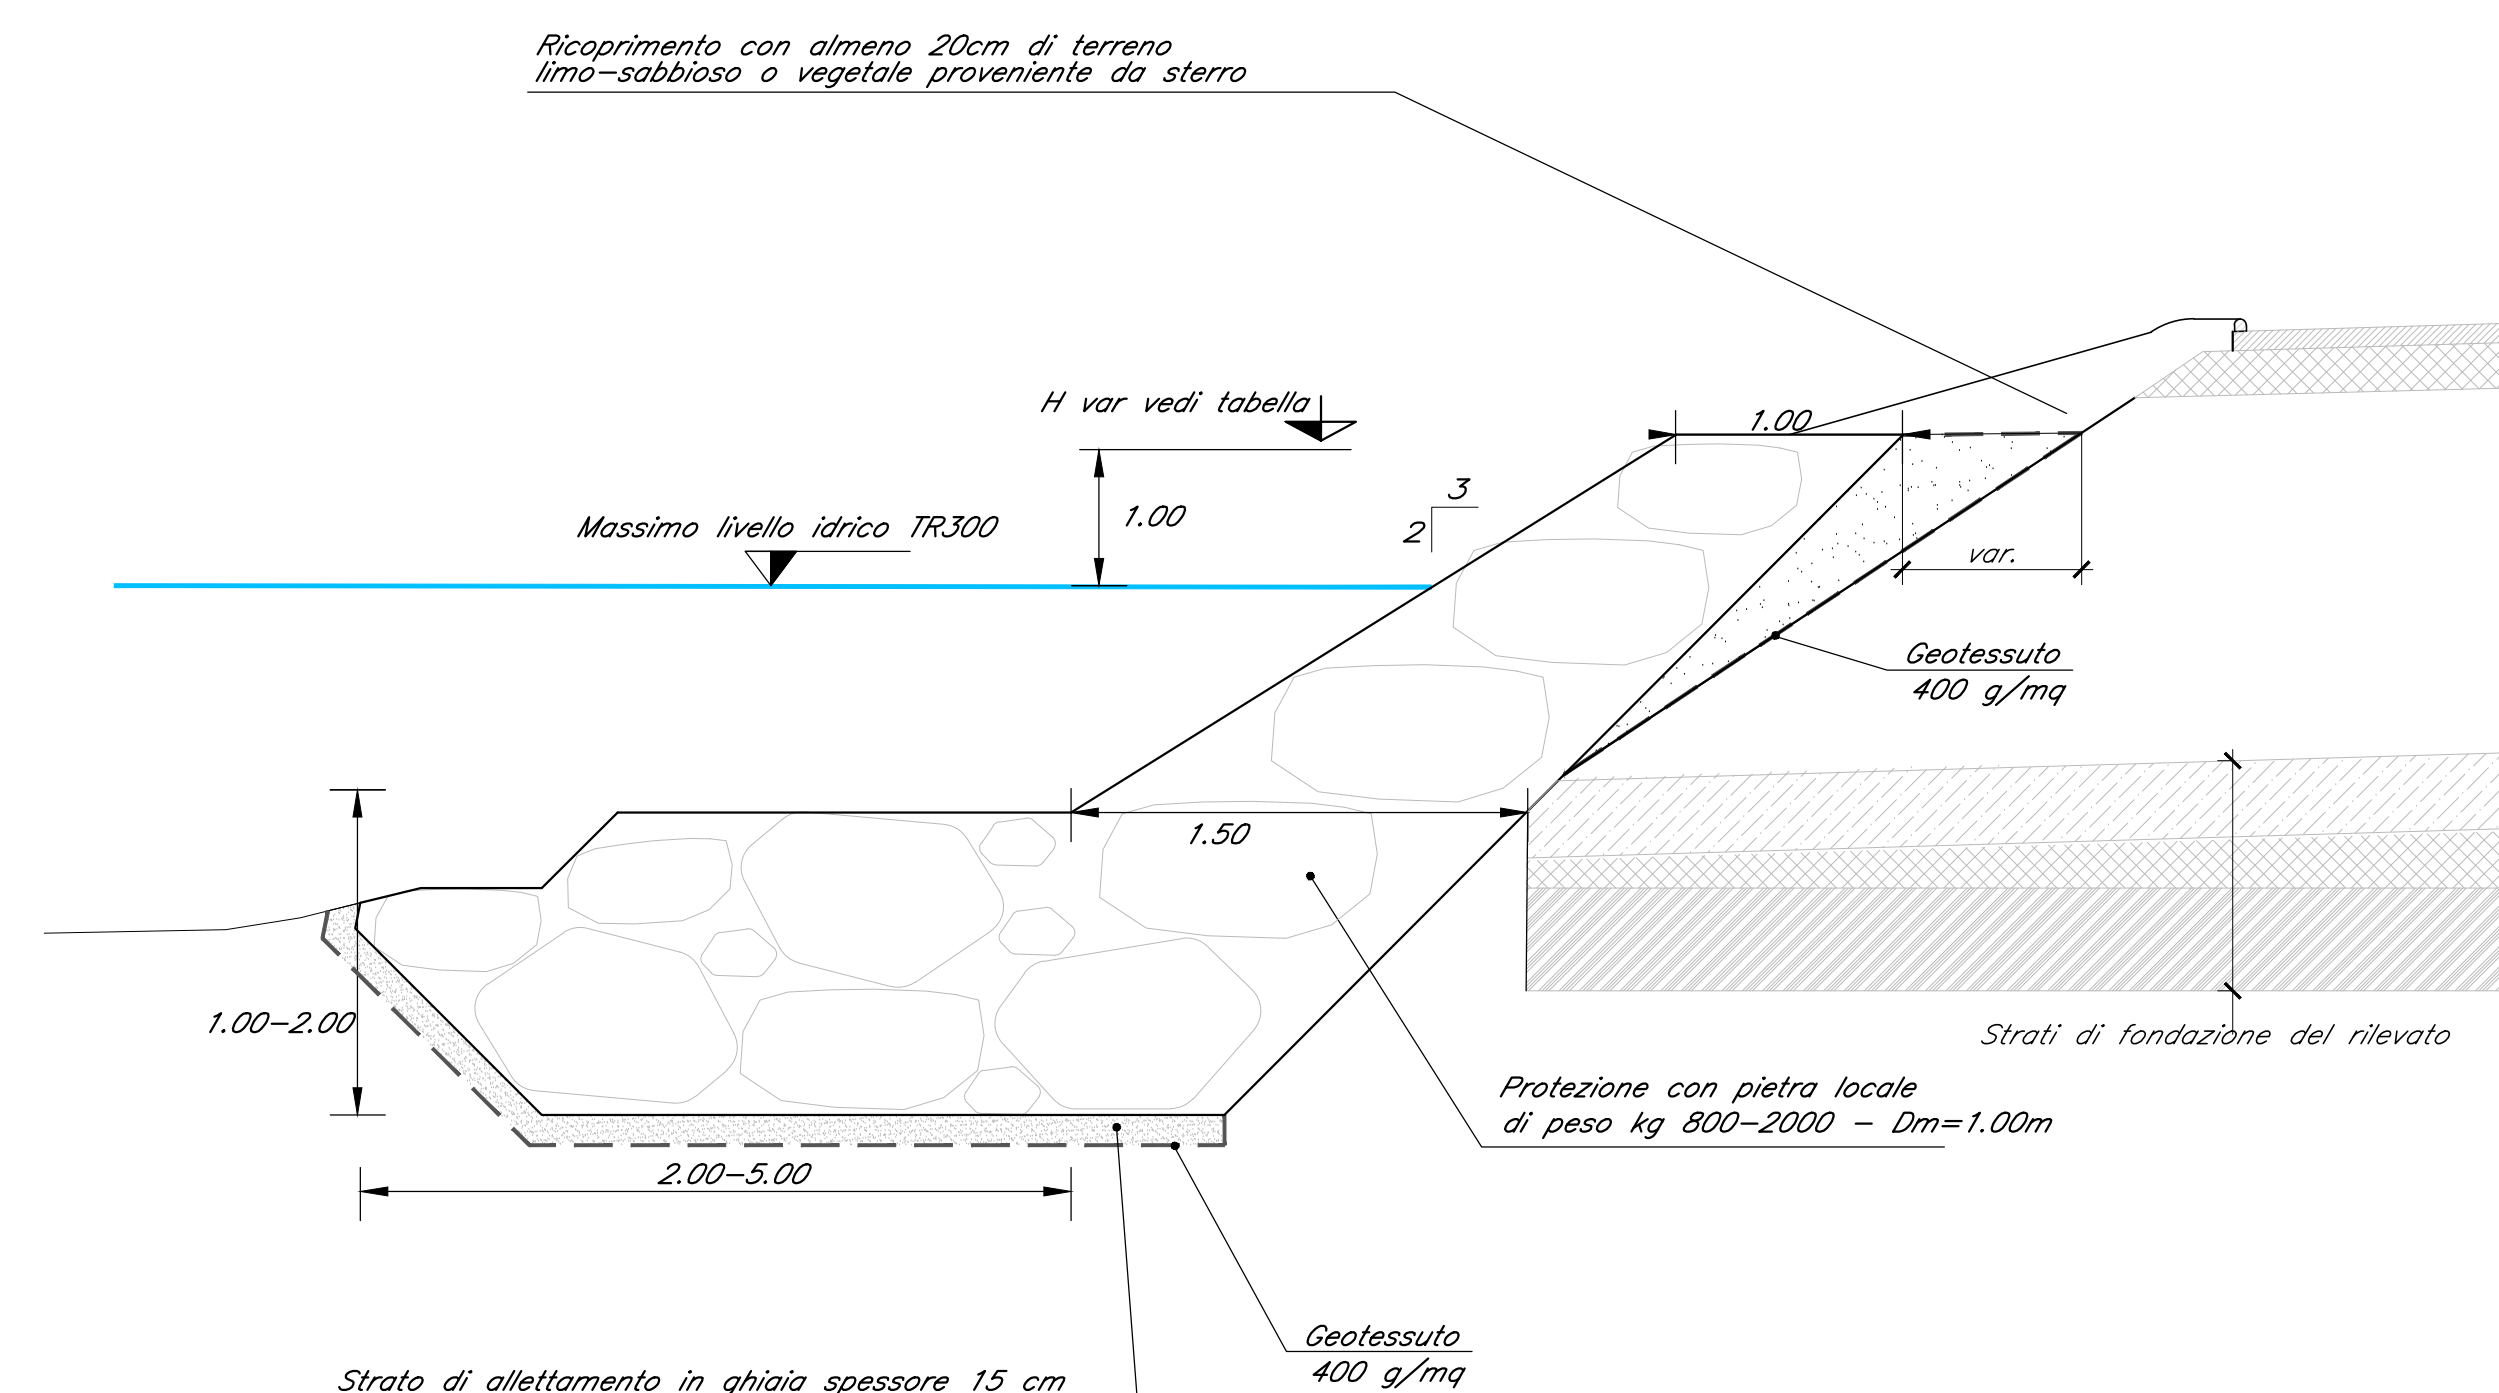 Ricoprimento con almeno 20cm di terreno
limo-sabbioso o vegetale proveniente da sterro
H var vedi tabella
1.00
3
2
1.00
Massimo livello idrico TR300
var.
Geotessuto
400 g/mq
1.50
1.00-2.00
Strati di fondazione del rilevato
Protezione con pietra locale
di peso kg 800-2000 - Dm=1.00m
2.00-5.00
Geotessuto
400 g/mq
Strato di allettamento in ghiaia spessore 15 cm